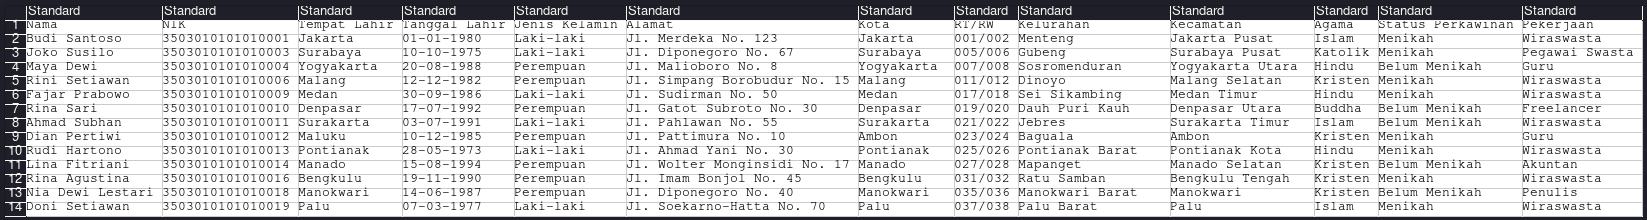 Standard Standard Standard Standard Standard Standard Standard Standard Standard Standard Standard Standard Standard
1 Nama NIK Tempat Lahir Tanggal Lahir Jenis Kelamin Alamat Kota RT/RW Kelurahan Kecamatan Agama Status Perkawinan Pekerjaan
2 Budi Santoso 3503010101010001 Jakarta 01-01-1980 Laki-laki Jl. Merdeka No. 123 Jakarta 001/002 Menteng Jakarta Pusat Islam Menikah Wiraswasta
3 Joko Susilo 3503010101010003 Surabaya 10-10-1975 Laki-laki Jl. Diponegoro No. 67 Surabaya 005/006 Gubeng Surabaya Pusat Katolik Menikah Pegawai Swasta
4 Maya Dewi 3503010101010004 Yogyakarta 20-08-1988 Perempuan Jl. Malioboro No. 8 Yogyakarta 007/008 Sosromenduran Yogyakarta Utara Hindu Belum Menikah Guru
5 Rini Setiawan 3503010101010006 Malang 12-12-1982 Perempuan Jl. Simpang Borobudur No. 15 Malang 011/012 Dinoyo Malang Selatan Kristen Menikah Wiraswasta
6 Fajar Prabowo 3503010101010009 Medan 30-09-1986 Laki-laki Jl. Sudirman No. 50 Medan 017/018 Sei Sikambing Medan Timur Hindu Menikah Wiraswasta
7 Rina Sari 3503010101010010 Denpasar 17-07-1992 Perempuan Jl. Gatot Subroto No. 30 Denpasar 019/020 Dauh Puri Kauh Denpasar Utara Buddha Belum Menikah Freelancer
8 Ahmad Subhan 3503010101010011 Surakarta 03-07-1991 Laki-laki Jl. Pahlawan No. 55 Surakarta 021/022 Jebres Surakarta Timur Islam Belum Menikah Wiraswasta
9 Dian Pertiwi 3503010101010012 Maluku 10-12-1985 Perempuan Jl. Pattimura No. 10 Ambon 023/024 Baguala Ambon Kristen Menikah Guru
10 Rudi Hartono 3503010101010013 Pontianak 28-05-1973 Laki-laki Jl. Ahmad Yani No. 30 Pontianak 025/026 Pontianak Barat Pontianak Kota Hindu Menikah Wiraswasta
11 Lina Fitriani 3503010101010014 Manado 15-08-1994 Perempuan Jl. Wolter Monginsidi No. 17 Manado 027/028 Mapanget Manado Selatan Kristen Belum Menikah Akuntan
12 Rina Agustina 3503010101010016 Bengkulu 19-11-1990 Perempuan Jl. Imam Bonjol No. 45 Bengkulu 031/032 Ratu Samban Bengkulu Tengah Kristen Menikah Wiraswasta
13 Nia Dewi Lestari 3503010101010018 Manokwari 14-06-1987 Perempuan Jl. Diponegoro No. 40 Manokwari 035/036 Manokwari Barat Manokwari Kristen Belum Menikah Penulis
14 Doni Setiawan 3503010101010019 Palu 07-03-1977 Laki-laki Jl. Soekarno-Hatta No. 70 Palu 037/038 Palu Barat Palu Islam Menikah Wiraswasta